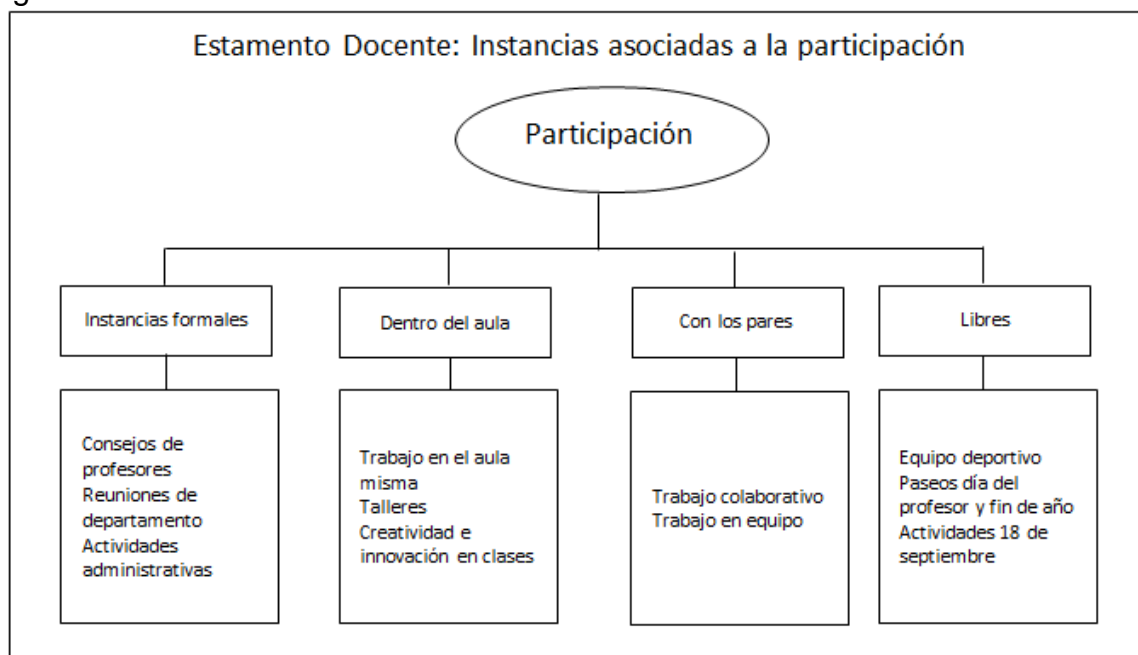 Estamento Docente: Instancias asociadas a la participación
Participación
Instancias formales
Dentro del aula
Con los pares
Libres
Consejos de
profesores
Reuniones de
departamento
Actividades
administrativas
Trabajo en el aula
misma
Talleres
Creatividad e
innovación en clases
Trabajo colaborativo
Trabajo en equipo
Equipo deportivo
Paseos día del
profesor y fin de año
Actividades 18 de
septiembre